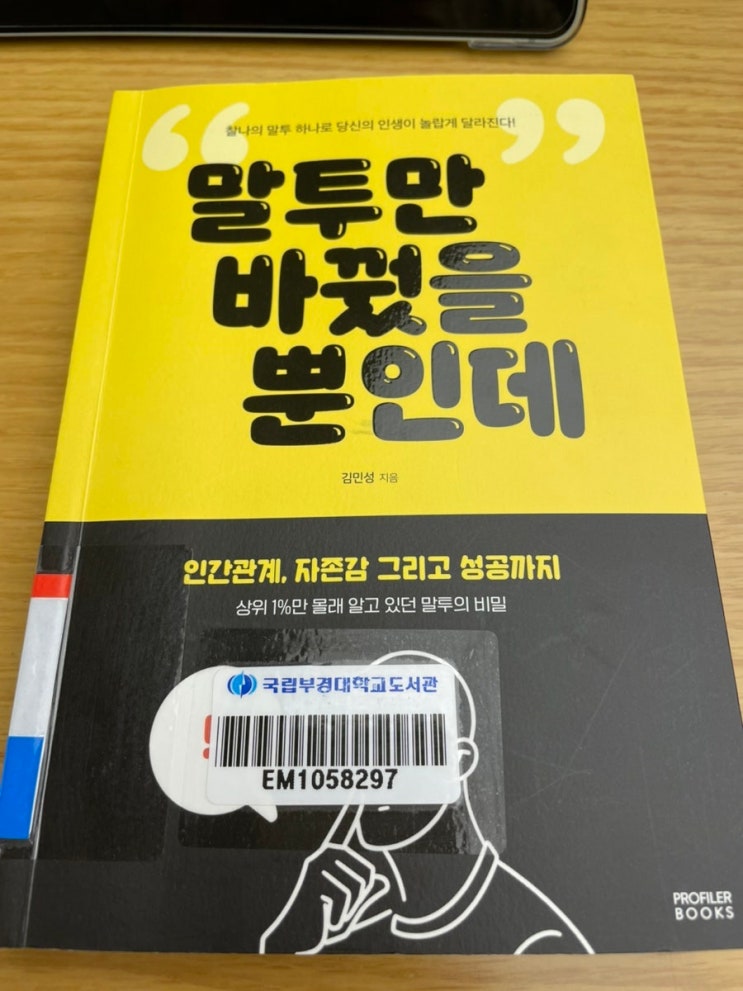 찰나의 말투 하나로 당신의 인생이 놀랍게 달라진다!
말투만
바꿨을
뿐인데
김민성 지음
인간관계, 자존감 그리고 성공까지
상위 1%만 몰래 알고 있던 말투의 비밀
국립부경대학교도서관
EM1058297
PROFILER
BOOKS